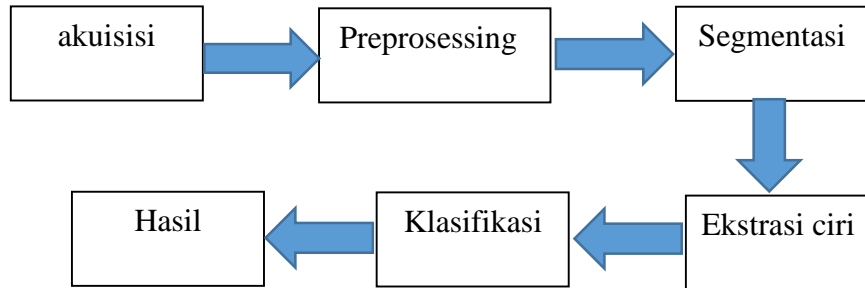 akuisisi
Preprosessing
Segmentasi
Ekstrasi ciri
Klasifikasi
Hasil